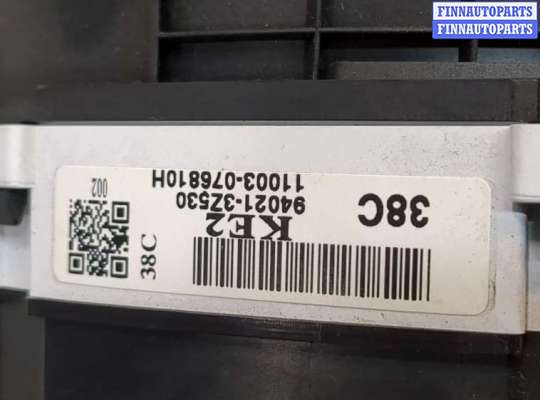 FINNAUTOPARTS
FINNAUTOPARTS
38C
KE2
94021-3Z530
11003-076810H
38C
002